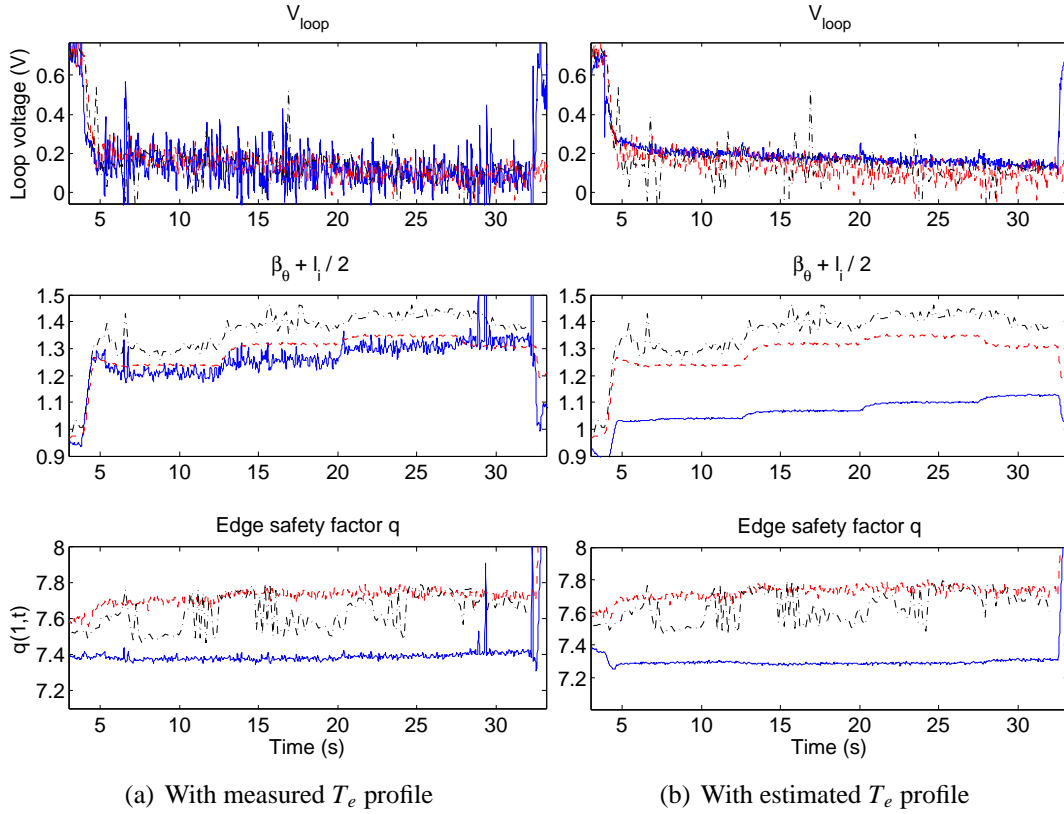 V_loop
V_loop
Loop voltage (V)
0.6
0.4
0.2
0
5 10 15 20 25 30
0.6
0.4
0.2
0
5 10 15 20 25 30
β_θ + l_i / 2
β_θ + l_i / 2
1.5
1.4
1.3
1.2
1.1
1
0.9
5 10 15 20 25 30
1.5
1.4
1.3
1.2
1.1
1
0.9
5 10 15 20 25 30
Edge safety factor q
Edge safety factor q
q(1,t)
8
7.8
7.6
7.4
7.2
5 10 15 20 25 30
Time (s)
8
7.8
7.6
7.4
7.2
5 10 15 20 25 30
Time (s)
(a) With measured T_e profile
(b) With estimated T_e profile